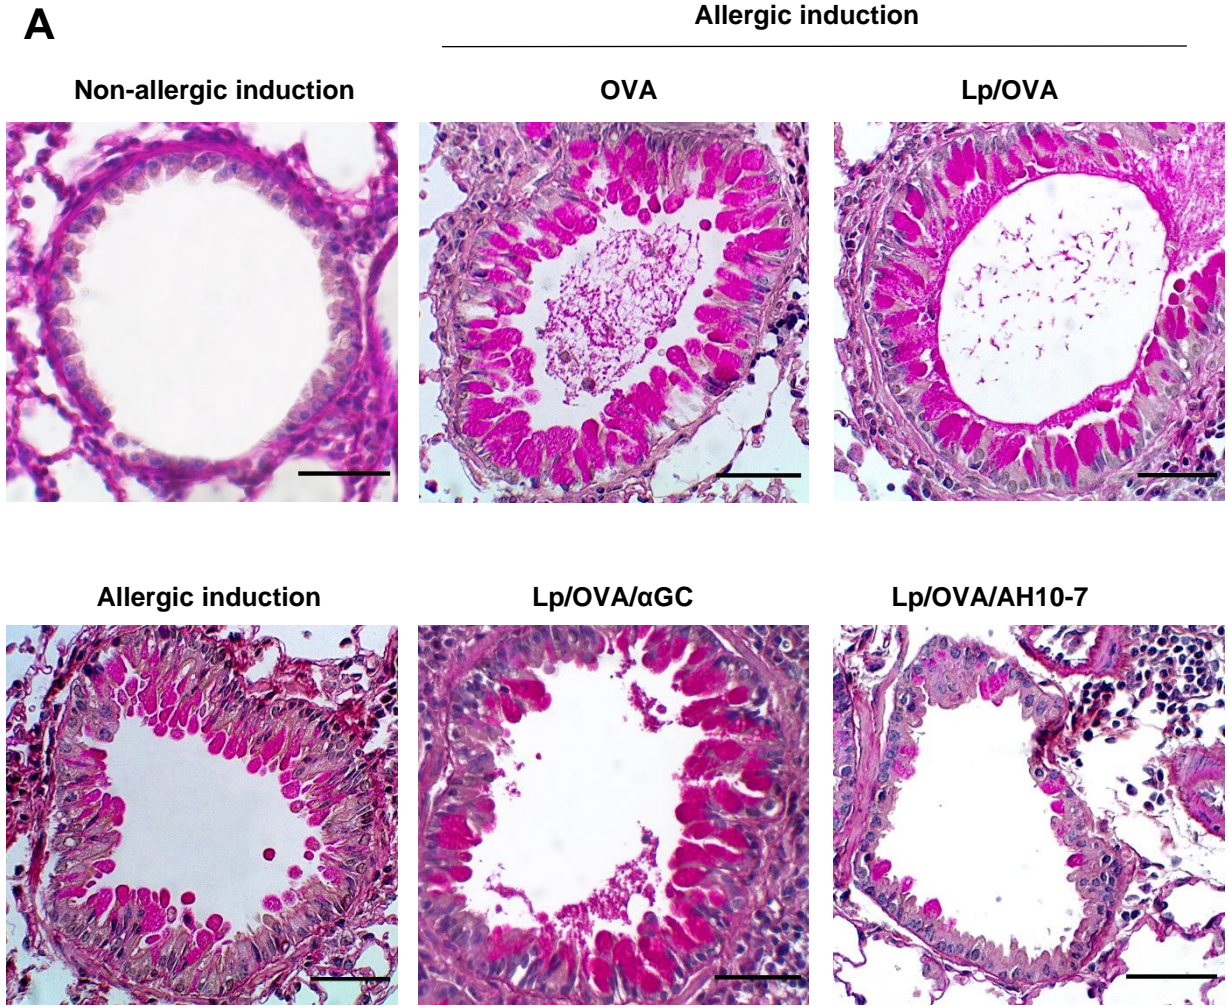 A
Allergic induction
Non-allergic induction
OVA
Lp/OVA
Allergic induction
Lp/OVA/αGC
Lp/OVA/AH10-7